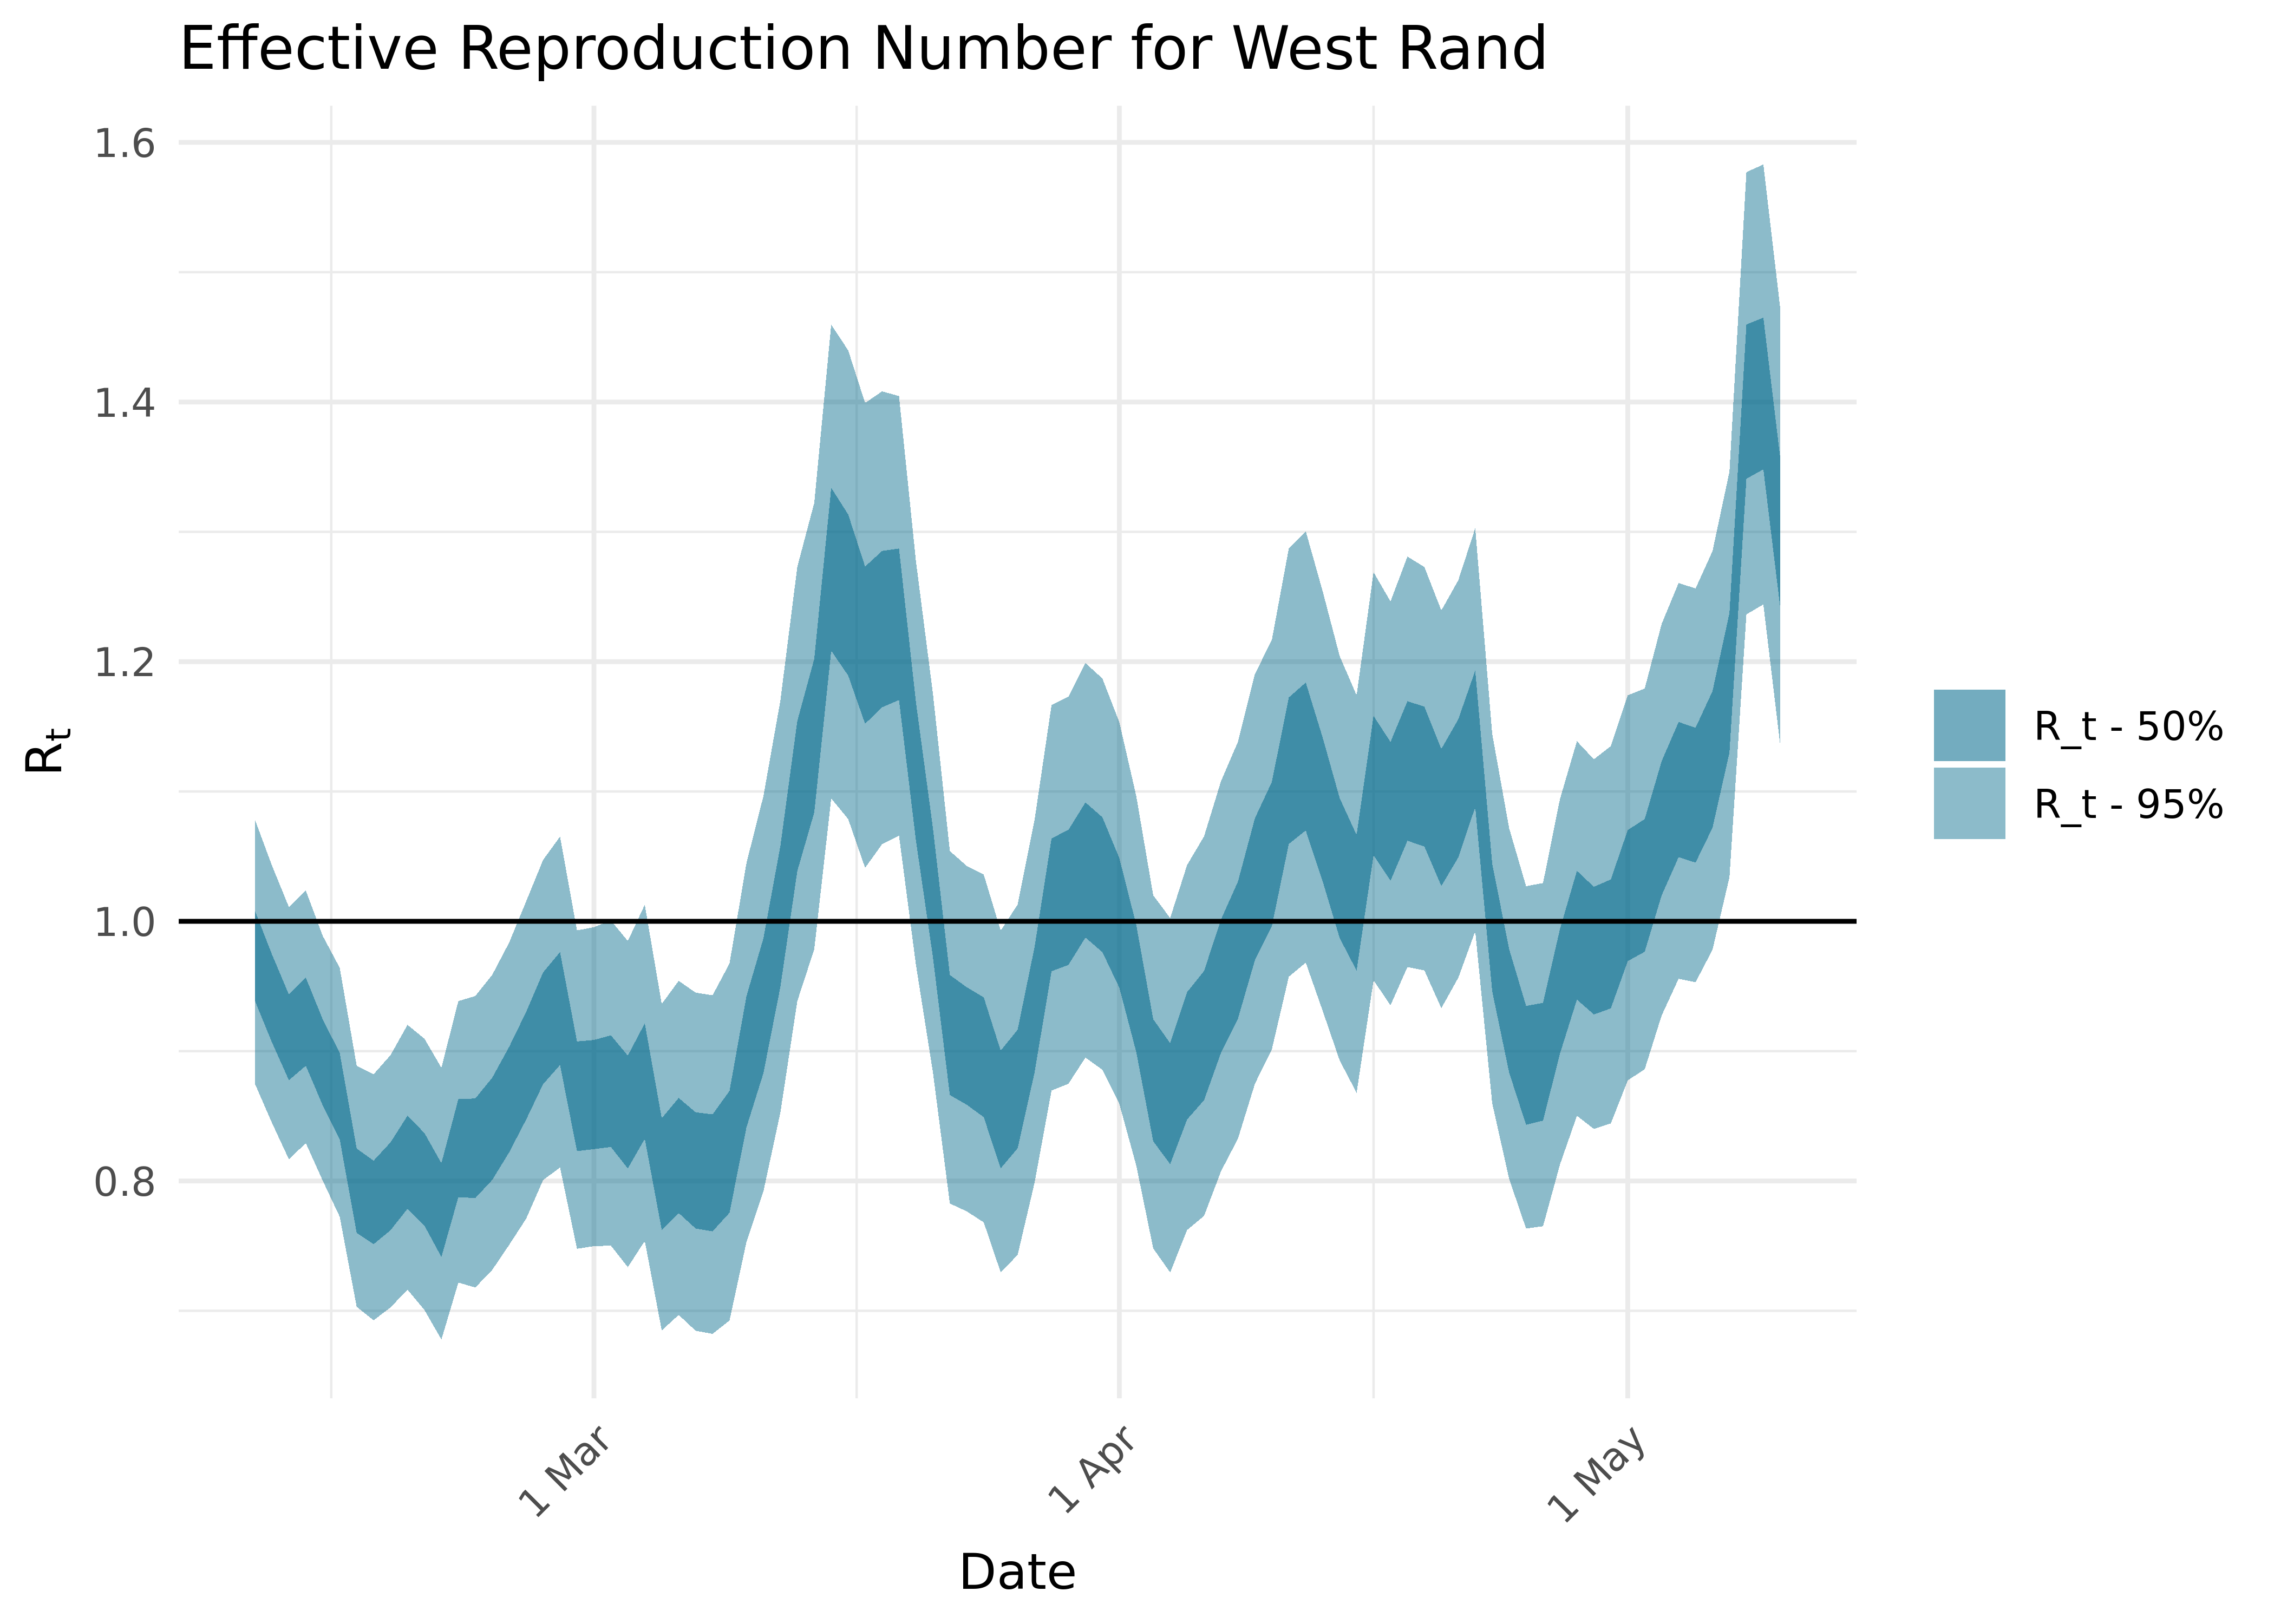 Effective Reproduction Number for West Rand
1.6
1.4
1.2
1.0
0.8
Rt
1 Mar
1 Apr
1 May
Date
R_t - 50%
R_t - 95%